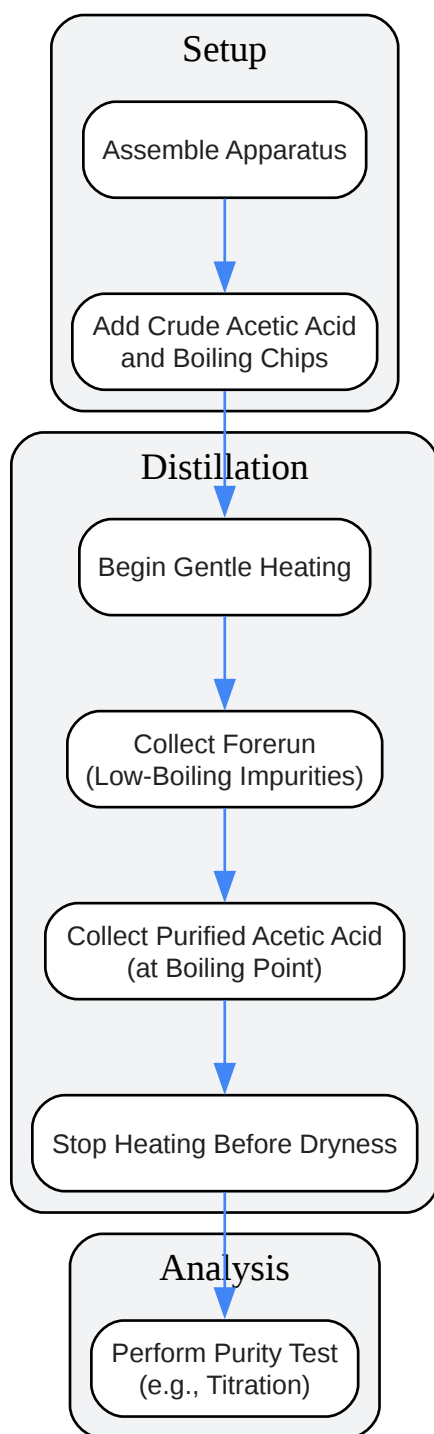 Setup
Assemble Apparatus
Add Crude Acetic Acid
and Boiling Chips
Distillation
Begin Gentle Heating
Collect Forerun
(Low-Boiling Impurities)
Collect Purified Acetic Acid
(at Boiling Point)
Stop Heating Before Dryness
Analysis
Perform Purity Test
(e.g., Titration)